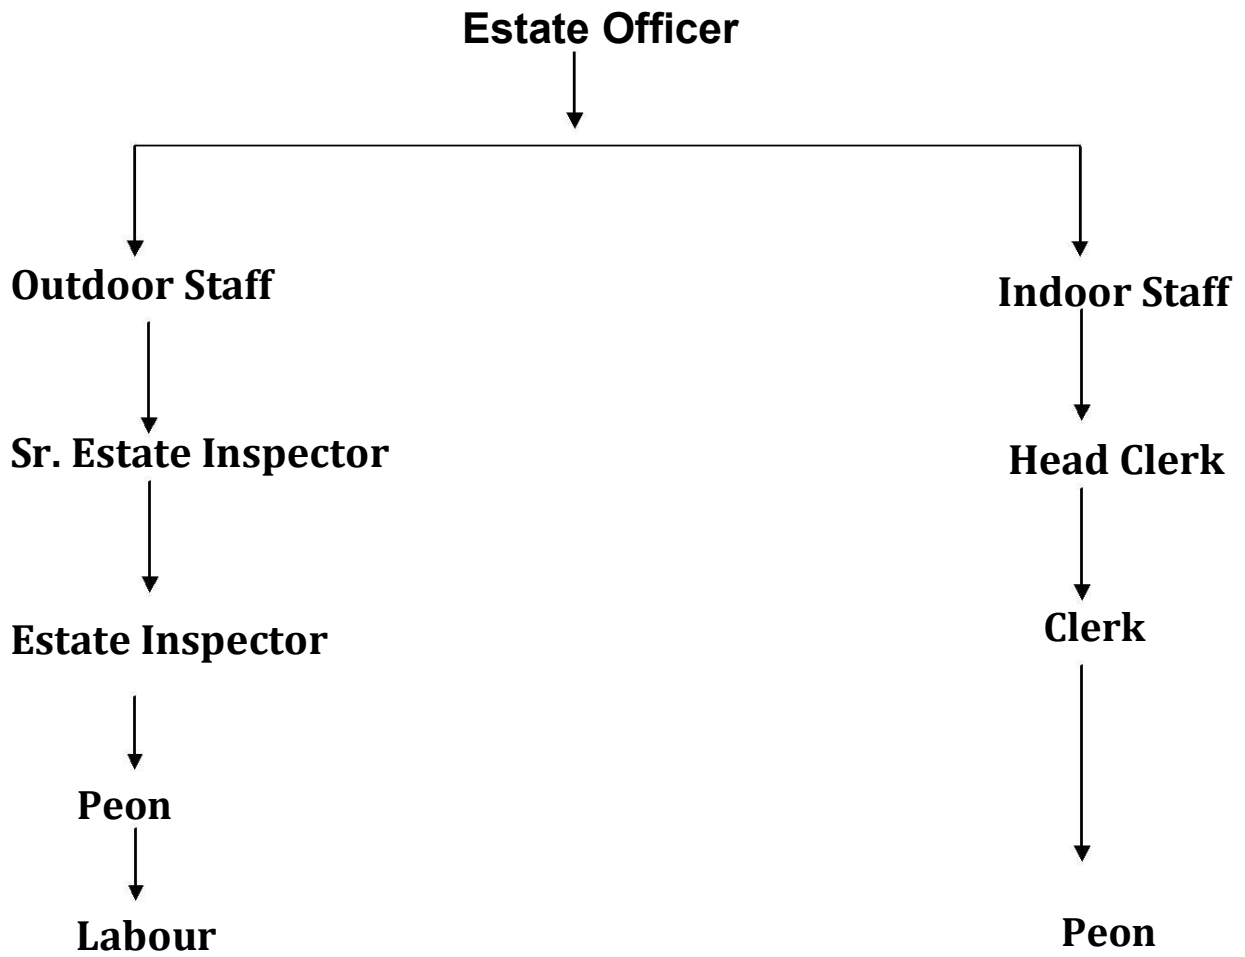 Estate Officer
Outdoor Staff
Indoor Staff
Sr. Estate Inspector
Head Clerk
Estate Inspector
Clerk
Peon
Labour
Peon